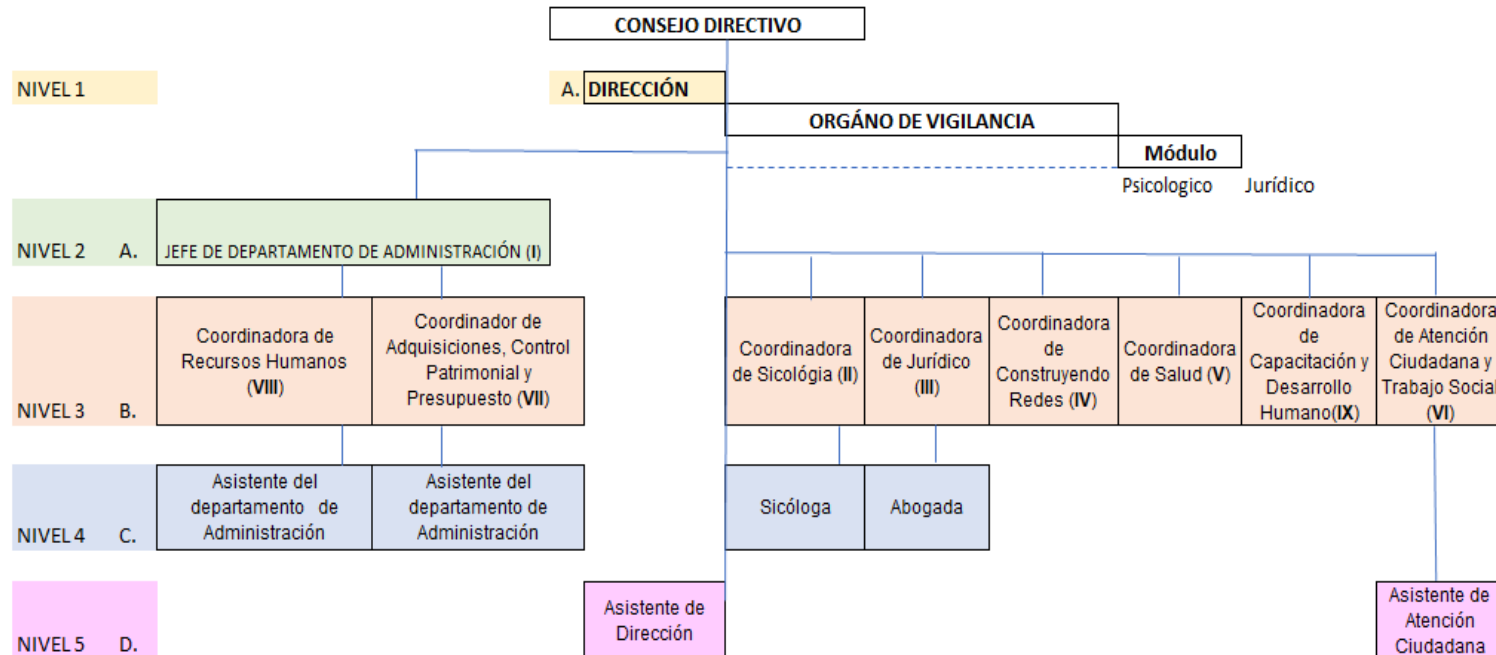 CONSEJO DIRECTIVO
NIVEL 1
A. DIRECCIÓN
ORGÁNO DE VIGILANCIA
Módulo
Psicologico Jurídico
NIVEL 2 A.
JEFE DE DEPARTAMENTO DE ADMINISTRACIÓN (I)
NIVEL 3 B.
Coordinadora de
Recursos Humanos
(VIII)
Coordinador de
Adquisiciones, Control
Patrimonial y
Presupuesto (VII)
Coordinadora
de Sicológia (II)
Coordinadora
de Jurídico
(III)
Coordinadora
de
Construyendo
Redes (IV)
Coordinadora
de Salud (V)
Coordinadora
de
Capacitación y
Desarrollo
Humano(IX)
Coordinadora
de Atención
Ciudadana y
Trabajo Social
(VI)
NIVEL 4 C.
Asistente del
departamento de
Administración
Asistente del
departamento de
Administración
Sicóloga
Abogada
NIVEL 5 D.
Asistente de
Dirección
Asistente de
Atención
Ciudadana